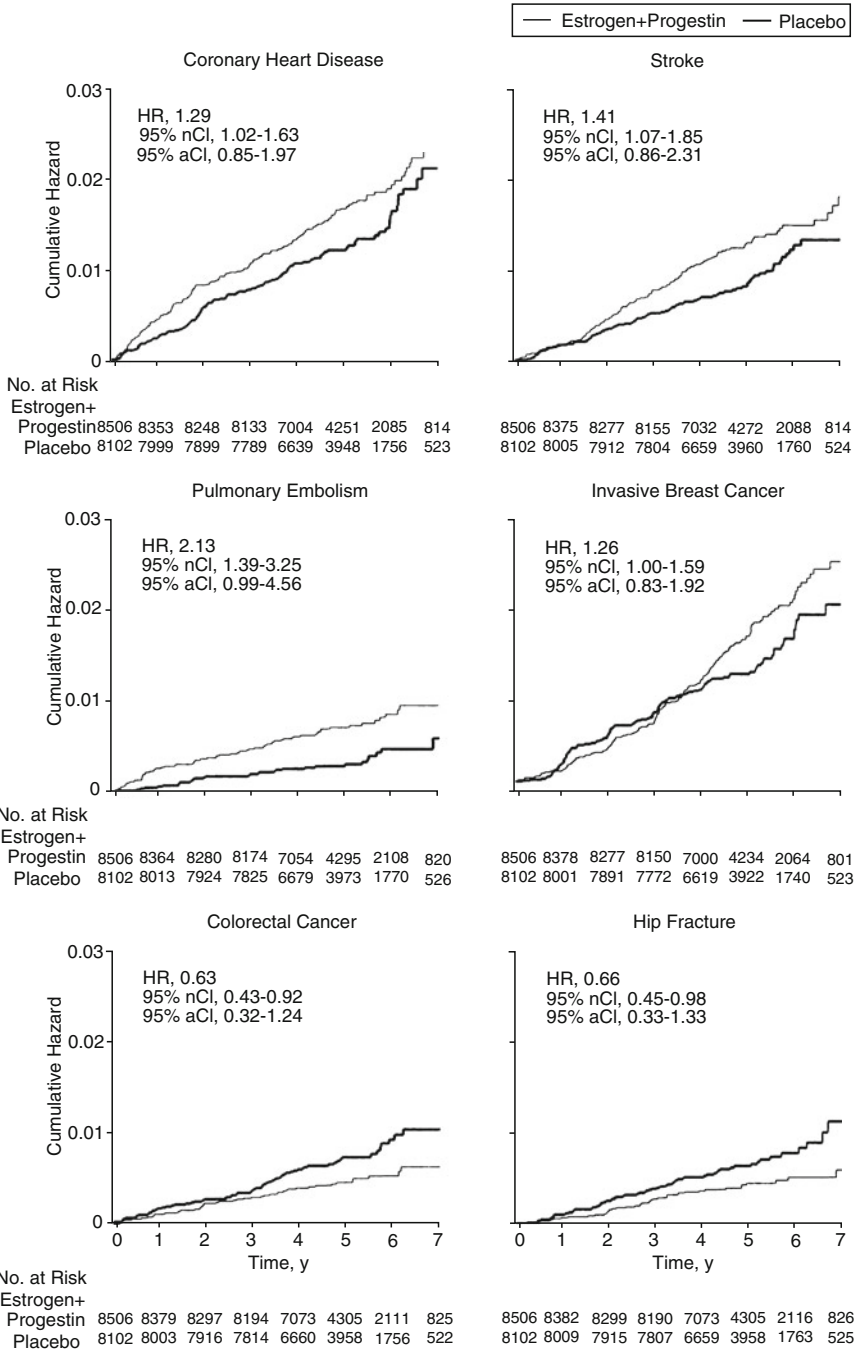 Estrogen+Progestin Placebo
Coronary Heart Disease
0.03
0.02
0.01
0
Cumulative Hazard
HR, 1.29
95% nCI, 1.02-1.63
95% aCI, 0.85-1.97
No. at Risk
Estrogen+
Progestin 8506 8353 8248 8133 7004 4251 2085 814
Placebo 8102 7999 7899 7789 6639 3948 1756 523
Stroke
HR, 1.41
95% nCI, 1.07-1.85
95% aCI, 0.86-2.31
8506 8375 8277 8155 7032 4272 2088 814
8102 8005 7912 7804 6659 3960 1760 524
Pulmonary Embolism
0.03
0.02
0.01
0
Cumulative Hazard
HR, 2.13
95% nCI, 1.39-3.25
95% aCI, 0.99-4.56
No. at Risk
Estrogen+
Progestin 8506 8364 8280 8174 7054 4295 2108 820
Placebo 8102 8013 7924 7825 6679 3973 1770 526
Invasive Breast Cancer
HR, 1.26
95% nCI, 1.00-1.59
95% aCI, 0.83-1.92
8506 8378 8277 8150 7000 4234 2064 801
8102 8001 7891 7772 6619 3922 1740 523
Colorectal Cancer
0.03
0.02
0.01
0
Cumulative Hazard
HR, 0.63
95% nCI, 0.43-0.92
95% aCI, 0.32-1.24
0 1 2 3 4 5 6 7
Time, y
No. at Risk
Estrogen+
Progestin 8506 8379 8297 8194 7073 4305 2111 825
Placebo 8102 8003 7916 7814 6660 3958 1756 522
Hip Fracture
HR, 0.66
95% nCI, 0.45-0.98
95% aCI, 0.33-1.33
0 1 2 3 4 5 6 7
Time, y
8506 8382 8299 8190 7073 4305 2116 826
8102 8009 7915 7807 6659 3958 1763 525